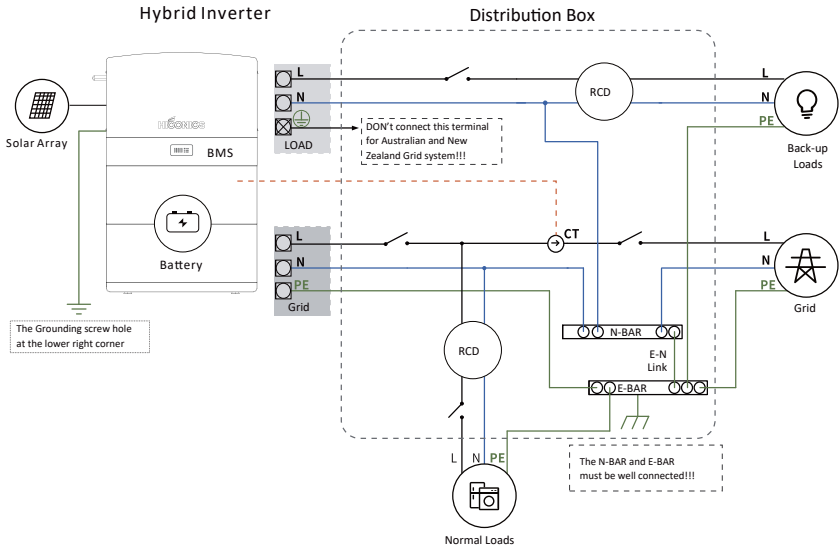 Hybrid Inverter
Distribution Box
L
N
LOAD
RCD
L
N
PE
Back-up
Loads
DON't connect this terminal
for Australian and New
Zealand Grid system!!!
Solar Array
HICONICS
BMS
Battery
The Grounding screw hole
at the lower right corner
L
N
PE
Grid
CT
L
N
PE
Grid
N-BAR
E-N
Link
E-BAR
RCD
L N PE
Normal Loads
The N-BAR and E-BAR
must be well connected!!!